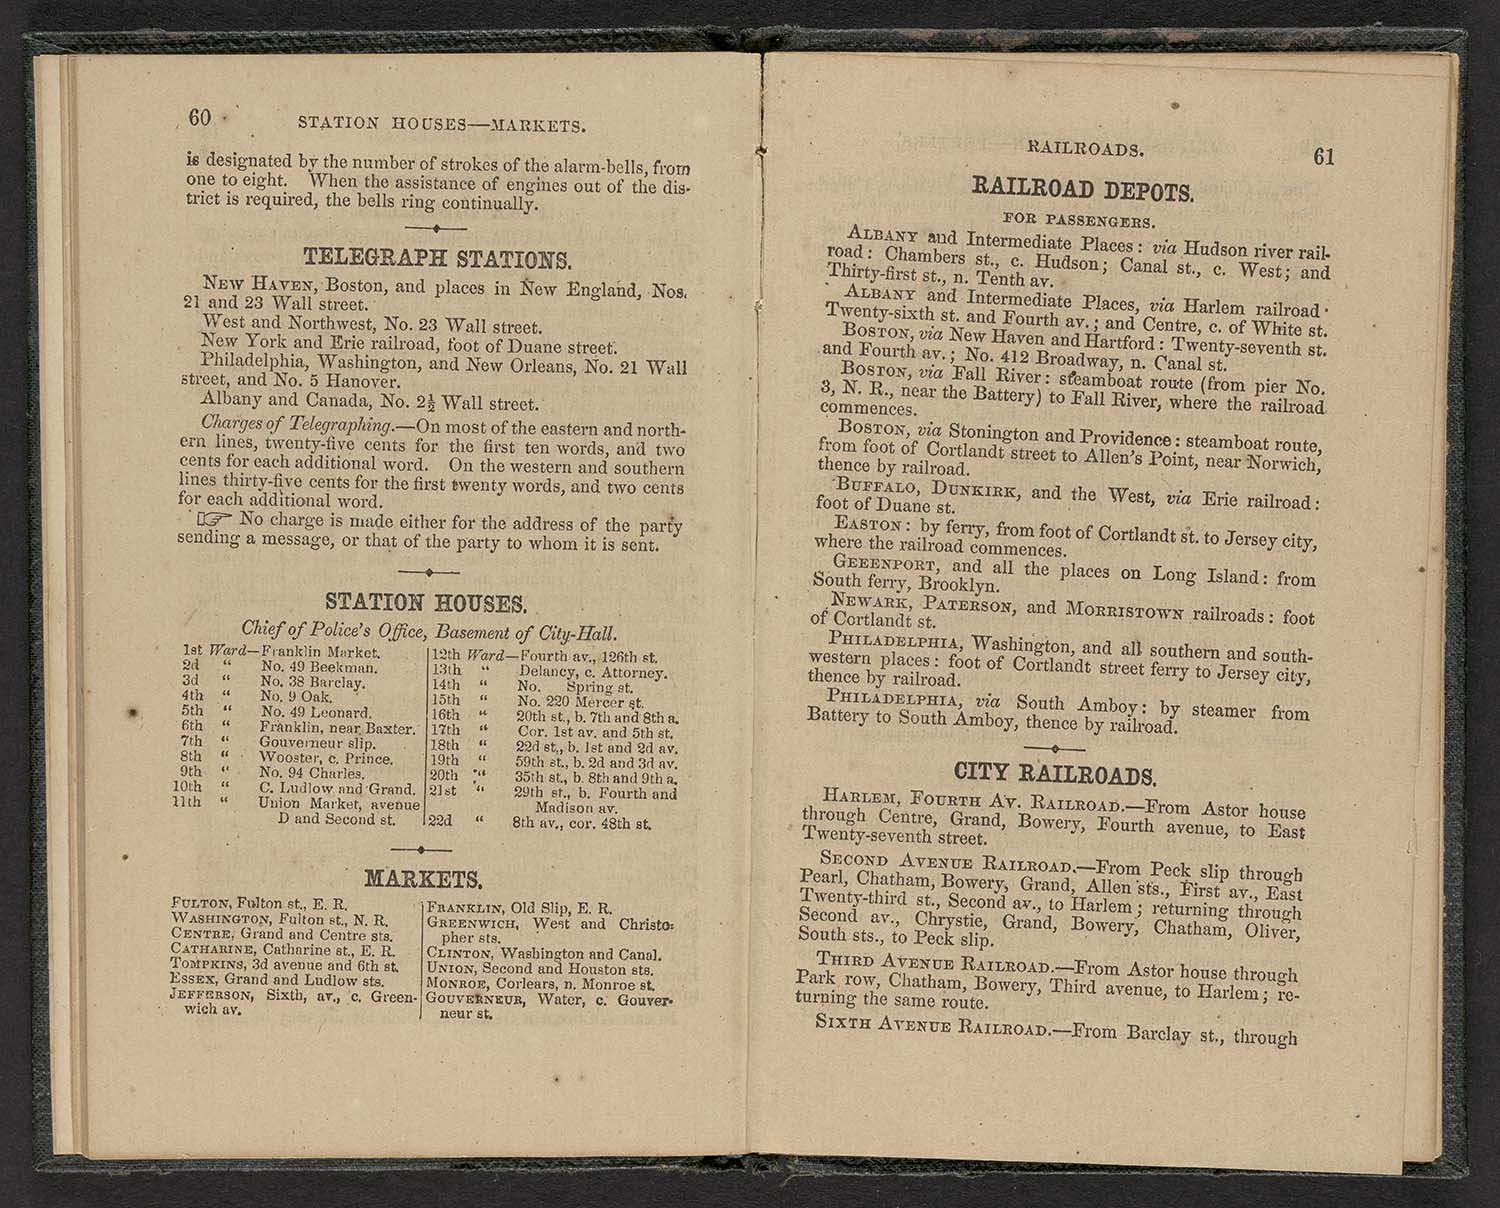 60
STATION HOUSES—MARKETS.
is designated by the number of strokes of the alarm-bells, from
one to eight. When the assistance of engines out of the dis-
trict is required, the bells ring continually.
TELEGRAPH STATIONS.
NEW HAVEN, Boston, and places in New England, Nos.
21 and 23 Wall street.
West and Northwest, No. 23 Wall street.
New York and Erie railroad, foot of Duane street.
Philadelphia, Washington, and New Orleans, No. 21 Wall
street, and No. 5 Hanover.
Albany and Canada, No. 2½ Wall street.
Charges of Telegraphing.—On most of the eastern and north-
ern lines, twenty-five cents for the first ten words, and two
cents for each additional word. On the western and southern
lines thirty-five cents for the first twenty words, and two cents
for each additional word.
☞ No charge is made either for the address of the party
sending a message, or that of the party to whom it is sent.
STATION HOUSES.
Chief of Police's Office, Basement of City-Hall.
1st Ward—Franklin Market.
2d " No. 49 Beekman.
3d " No. 38 Barclay.
4th " No. 9 Oak.
5th " No. 49 Leonard.
6th " Franklin, near Baxter.
7th " Gouverneur slip.
8th " Wooster, c. Prince.
9th " No. 94 Charles.
10th " C. Ludlow and Grand.
11th " Union Market, avenue
D and Second st.
12th Ward—Fourth av., 126th st.
13th " Delancy, c. Attorney.
14th " No. Spring st.
15th " No. 220 Mercer st.
16th " 20th st., b. 7th and 8th a.
17th " Cor. 1st av. and 5th st.
18th " 22d st., b. 1st and 2d av.
19th " 59th st., b. 2d and 3d av.
20th " 35th st., b. 8th and 9th a.
21st " 29th st., b. Fourth and
Madison av.
22d " 8th av., cor. 48th st.
MARKETS.
FULTON, Fulton st., E. R.
WASHINGTON, Fulton st., N. R.
CENTRE, Grand and Centre sts.
CATHARINE, Catharine st., E. R.
TOMPKINS, 3d avenue and 6th st.
ESSEX, Grand and Ludlow sts.
JEFFERSON, Sixth, av., c. Green-
wich av.
FRANKLIN, Old Slip, E. R.
GREENWICH, West and Christo-
pher sts.
CLINTON, Washington and Canal.
UNION, Second and Houston sts.
MONROE, Corlears, n. Monroe st.
GOUVERNEUR, Water, c. Gouver-
neur st.
RAILROADS.
61
RAILROAD DEPOTS.
FOR PASSENGERS.
ALBANY and Intermediate Places: via Hudson river rail-
road: Chambers st., c. Hudson; Canal st., c. West; and
Thirty-first st., n. Tenth av.
ALBANY and Intermediate Places, via Harlem railroad
Twenty-sixth st. and Fourth av.; and Centre, c. of White st.
BOSTON, via New Haven and Hartford: Twenty-seventh st.
and Fourth av.; No. 412 Broadway, n. Canal st.
BOSTON, via Fall River: steamboat route (from pier No.
3, N. R., near the Battery) to Fall River, where the railroad
commences.
BOSTON, via Stonington and Providence: steamboat route,
from foot of Cortlandt street to Allen's Point, near Norwich,
thence by railroad.
BUFFALO, DUNKIRK, and the West, via Erie railroad:
foot of Duane st.
EASTON: by ferry, from foot of Cortlandt st. to Jersey city,
where the railroad commences.
GEEENPORT, and all the places on Long Island: from
South ferry, Brooklyn.
NEWARK, PATERSON, and MORRISTOWN railroads: foot
of Cortlandt st.
PHILADELPHIA, Washington, and all southern and south-
western places: foot of Cortlandt street ferry to Jersey city,
thence by railroad.
PHILADELPHIA, via South Amboy: by steamer from
Battery to South Amboy, thence by railroad.
CITY RAILROADS.
HARLEM, FOURTH AV. RAILROAD.—From Astor house
through Centre, Grand, Bowery, Fourth avenue, to East
Twenty-seventh street.
SECOND AVENUE RAILROAD.—From Peck slip through
Pearl, Chatham, Bowery, Grand, Allen sts., First av., East
Twenty-third st., Second av., to Harlem; returning through
Second av., Chrystie, Grand, Bowery, Chatham, Oliver,
South sts., to Peck slip.
THIRD AVENUE RAILROAD.—From Astor house through
Park row, Chatham, Bowery, Third avenue, to Harlem; re-
turning the same route.
SIXTH AVENUE RAILROAD.—From Barclay st., through